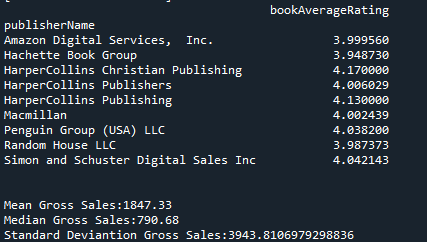 bookAverageRating
publisherName
Amazon Digital Services,  Inc. 3.999560
Hachette Book Group 3.948730
HarperCollins Christian Publishing 4.170000
HarperCollins Publishers 4.006029
HarperCollins Publishing 4.130000
Macmillan 4.002439
Penguin Group (USA) LLC 4.038200
Random House LLC 3.987373
Simon and Schuster Digital Sales Inc 4.042143
Mean Gross Sales:1847.33
Median Gross Sales:790.68
Standard Deviantion Gross Sales:3943.8106979298836